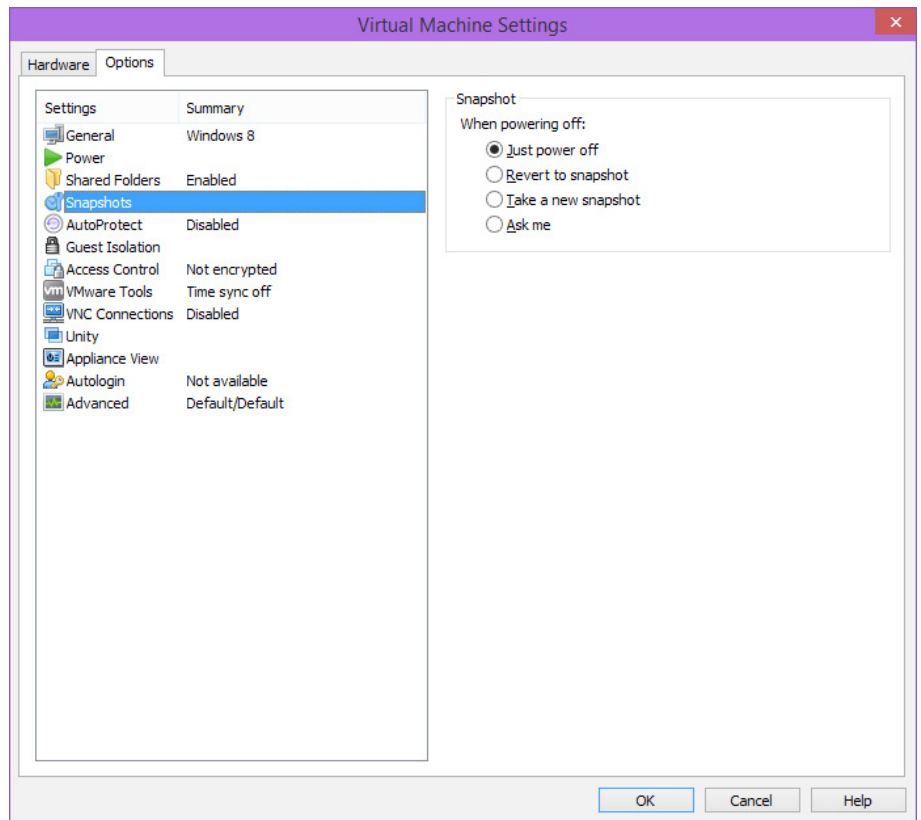 Virtual Machine Settings
Hardware Options
Settings Summary
General Windows 8
Power
Shared Folders Enabled
Snapshots
AutoProtect Disabled
Guest Isolation
Access Control Not encrypted
vm VMware Tools Time sync off
VNC Connections Disabled
Unity
Appliance View
Autologin Not available
Advanced Default/Default
Snapshot
When powering off:
Just power off
Revert to snapshot
Take a new snapshot
Ask me
OK Cancel Help